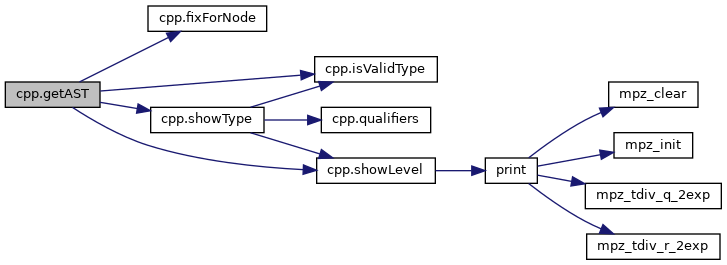 cpp.fixForNode
cpp.isValidType
cpp.getAST
mpz_clear
cpp.showType
cpp.qualifiers
mpz_init
cpp.showLevel
print
mpz_tdiv_q_2exp
mpz_tdiv_r_2exp